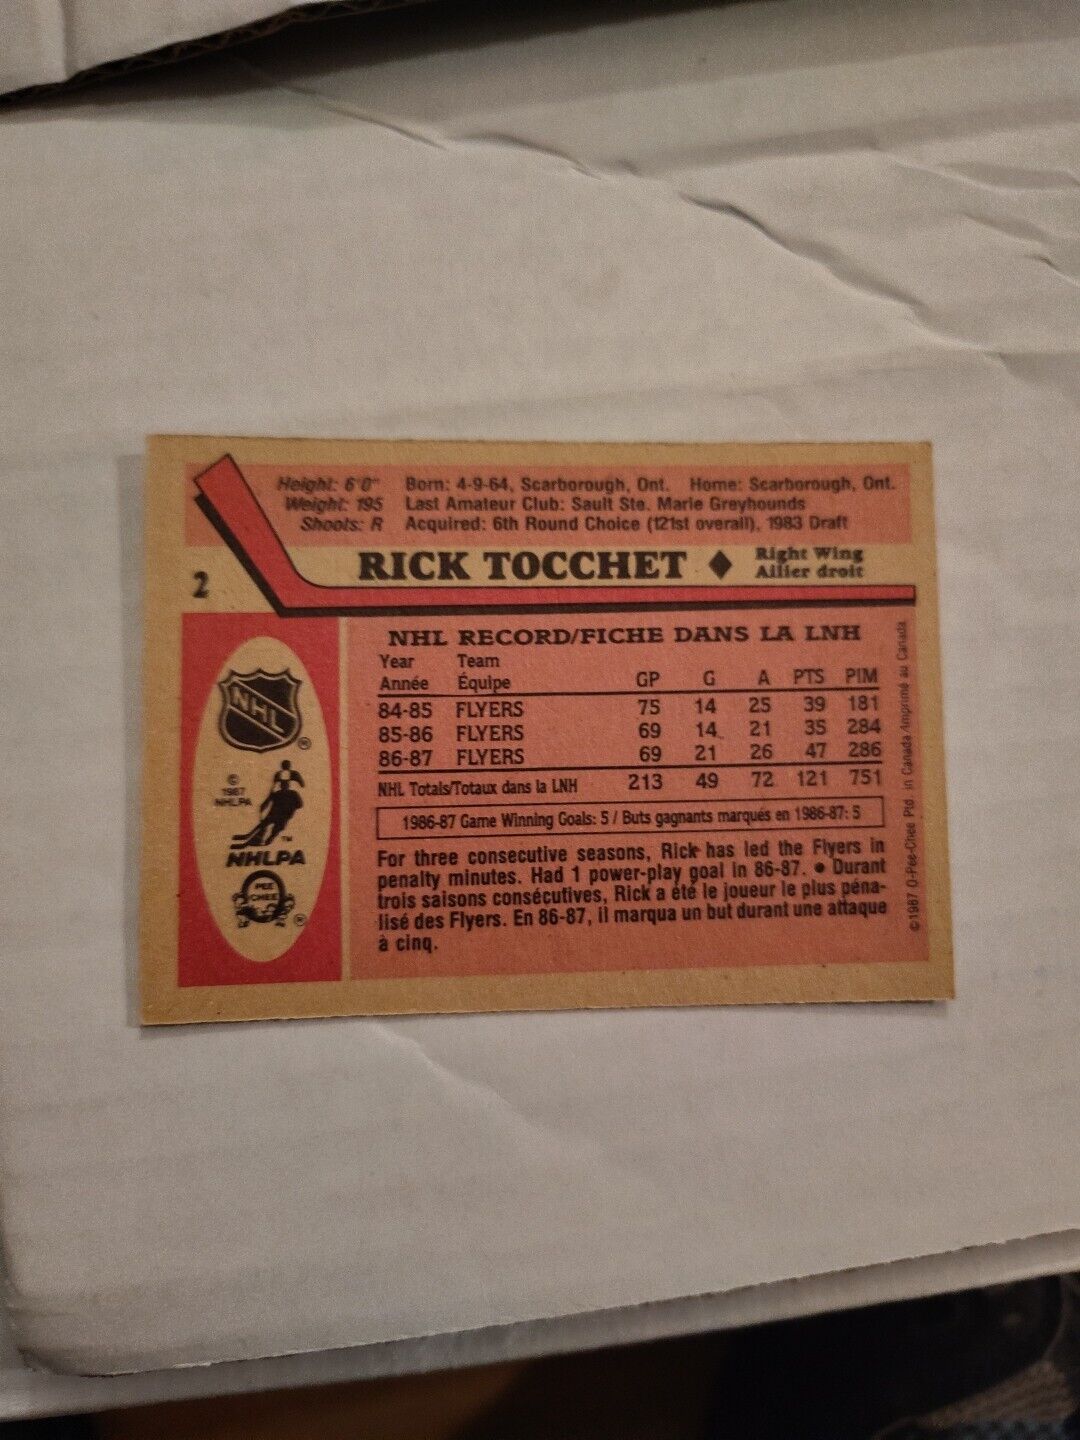 Height: 6'0" Born: 4-9-64, Scarborough, Ont. Home: Scarborough, Ont.
Weight: 195 Last Amateur Club: Sault Ste. Marie Greyhounds
Shoots: R Acquired: 6th Round Choice (121st overall), 1983 Draft
2 RICK TOCCHET ♦ Right Wing
Ailier droit
NHL RECORD/FICHE DANS LA LNH
Year Team
Année Équipe GP G A PTS PIM
84-85 FLYERS 75 14 25 39 181
85-86 FLYERS 69 14 21 35 284
86-87 FLYERS 69 21 26 47 286
NHL Totals/Totaux dans la LNH 213 49 72 121 751
1986-87 Game Winning Goals: 5 / Buts gagnants marqués en 1986-87: 5
For three consecutive seasons, Rick has led the Flyers in
penalty minutes. Had 1 power-play goal in 86-87. • Durant
trois saisons consécutives, Rick a été le joueur le plus péna-
lisé des Flyers. En 86-87, il marqua un but durant une attaque
à cinq.
NHL
®
©
1987
NHLPA
™
NHLPA
O
PEE
CHEE
®
©1987 O-Pee-Chee Ptd. in Canada/Imprimé au Canada